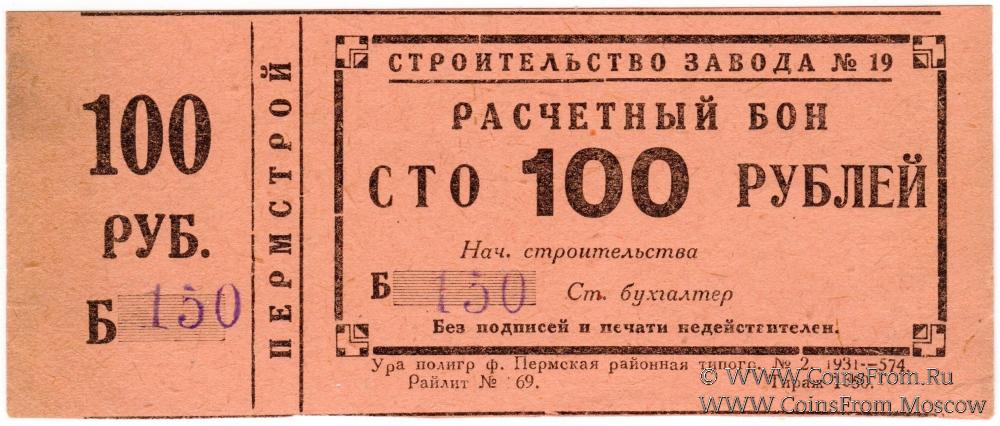 100
РУБ.
Б 150
ПЕРМСТРОЙ
СТРОИТЕЛЬСТВО ЗАВОДА № 19
РАСЧЕТНЫЙ БОН
СТО 100 РУБЛЕЙ
Нач. строительства
Б 150 Ст. бухгалтер
Без подписей и печати недействителен.
Ура полигр ф. Пермская районная типогр. № 2. 1931.—574.
Райлит № 69. Тираж 1050.
© WWW.CoinsFrom.Ru
WWW.CoinsFrom.Moscow